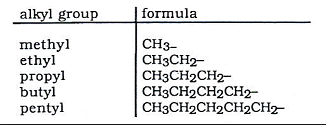 alkyl group formula
methyl CH3–
ethyl CH3CH2–
propyl CH3CH2CH2–
butyl CH3CH2CH2CH2–
pentyl CH3CH2CH2CH2CH2–